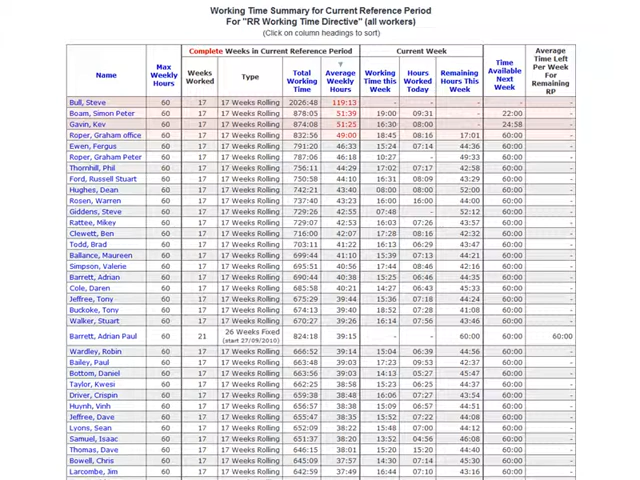 Working Time Summary for Current Reference Period
For "RR Working Time Directive" (all workers)
(Click on column headings to sort)
Complete Weeks in Current Reference Period Current Week
Name Max Weekly Hours Weeks Worked Type Total Working Time Average Weekly Hours Working Time this Week Hours Worked Today Remaining Hours This Week Time Available Next Week Average Time Left Per Week For Remaining RP
Bull, Steve 60 17 17 Weeks Rolling 2026:48 119:13 - - - - -
Boam, Simon Peter 60 17 17 Weeks Rolling 878:05 51:39 19:00 09:31 - 22:00 -
Gavin, Kev 60 17 17 Weeks Rolling 874:08 51:25 16:30 08:00 - 24:58 -
Roper, Graham office 60 17 17 Weeks Rolling 832:56 49:00 18:45 08:16 17:01 60:00 -
Ewen, Fergus 60 17 17 Weeks Rolling 791:20 46:33 15:24 07:14 44:36 60:00 -
Roper, Graham Peter 60 17 17 Weeks Rolling 787:06 46:18 10:27 - 49:33 60:00 -
Thornhill, Phil 60 17 17 Weeks Rolling 756:11 44:29 17:02 07:17 42:58 60:00 -
Ford, Russell Stuart 60 17 17 Weeks Rolling 750:58 44:10 16:31 08:09 43:29 60:00 -
Hughes, Dean 60 17 17 Weeks Rolling 742:21 43:40 08:00 08:00 52:00 60:00 -
Rosen, Warren 60 17 17 Weeks Rolling 737:40 43:23 16:00 16:00 44:00 60:00 -
Giddens, Steve 60 17 17 Weeks Rolling 729:26 42:55 07:48 - 52:12 60:00 -
Rattee, Mikey 60 17 17 Weeks Rolling 729:07 42:53 16:03 07:26 43:57 60:00 -
Clewett, Ben 60 17 17 Weeks Rolling 716:00 42:07 17:28 08:16 42:32 60:00 -
Todd, Brad 60 17 17 Weeks Rolling 703:11 41:22 16:13 06:29 43:47 60:00 -
Ballance, Maureen 60 17 17 Weeks Rolling 699:44 41:10 15:39 07:13 44:21 60:00 -
Simpson, Valerie 60 17 17 Weeks Rolling 695:51 40:56 17:44 08:46 42:16 60:00 -
Barrett, Adrian 60 17 17 Weeks Rolling 690:44 40:38 15:25 06:46 44:35 60:00 -
Cole, Daren 60 17 17 Weeks Rolling 685:58 40:21 14:27 06:43 45:33 60:00 -
Jeffree, Tony 60 17 17 Weeks Rolling 675:29 39:44 15:36 07:18 44:24 60:00 -
Buckoke, Tony 60 17 17 Weeks Rolling 674:13 39:40 18:52 07:28 41:08 60:00 -
Walker, Stuart 60 17 17 Weeks Rolling 670:27 39:26 16:14 07:56 43:46 60:00 -
Barrett, Adrian Paul 60 21 26 Weeks Fixed (start 27/09/2010) 824:18 39:15 - - 60:00 60:00 60:00
Wardley, Robin 60 17 17 Weeks Rolling 666:52 39:14 15:04 06:39 44:56 60:00 -
Bailey, Paul 60 17 17 Weeks Rolling 663:48 39:03 17:23 09:53 42:37 60:00 -
Bottom, Daniel 60 17 17 Weeks Rolling 663:56 39:03 14:13 05:27 45:47 60:00 -
Taylor, Kwesi 60 17 17 Weeks Rolling 662:25 38:58 15:23 06:25 44:37 60:00 -
Driver, Crispin 60 17 17 Weeks Rolling 659:38 38:48 16:06 07:27 43:54 60:00 -
Huynh, Vinh 60 17 17 Weeks Rolling 656:57 38:38 15:09 06:57 44:51 60:00 -
Jeffree, Dave 60 17 17 Weeks Rolling 655:47 38:35 15:52 07:22 44:08 60:00 -
Lyons, Sean 60 17 17 Weeks Rolling 652:09 38:22 15:48 07:00 44:12 60:00 -
Samuel, Isaac 60 17 17 Weeks Rolling 651:37 38:20 13:52 04:56 46:08 60:00 -
Thomas, Dave 60 17 17 Weeks Rolling 646:15 38:01 15:20 15:20 44:40 60:00 -
Bowell, Chris 60 17 17 Weeks Rolling 645:09 37:57 14:30 07:14 45:30 60:00 -
Larcombe, Jim 60 17 17 Weeks Rolling 642:59 37:49 16:44 07:10 43:16 60:00 -